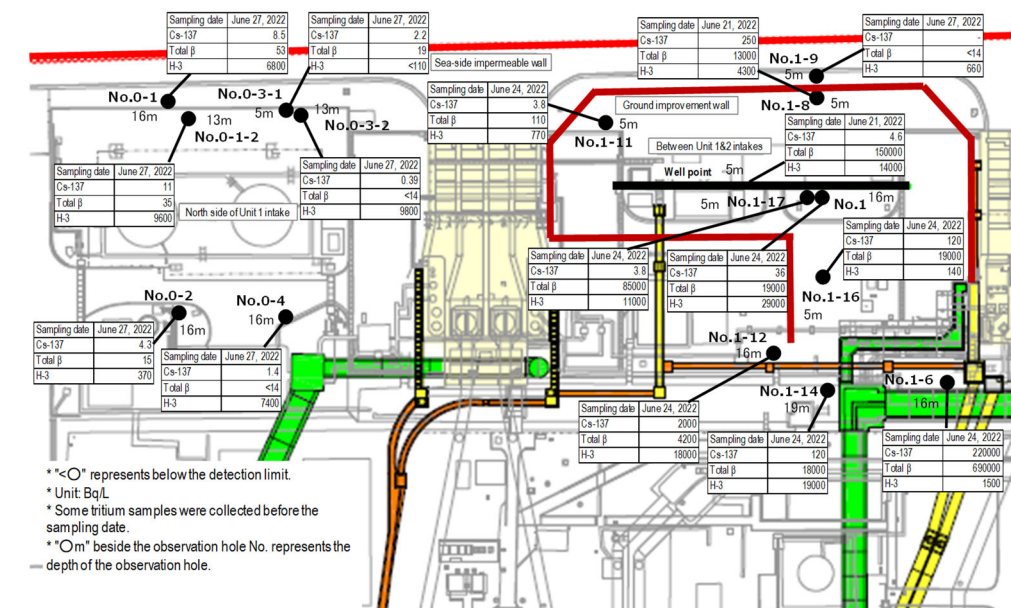 Sampling date June 27, 2022
Cs-137 8.5
Total β 53
H-3 6800
Sampling date June 27, 2022
Cs-137 2.2
Total β 19
H-3 <110
Sea-side impermeable wall
Sampling date June 21, 2022
Cs-137 250
Total β 13000
H-3 4300
Sampling date June 27, 2022
Cs-137 -
Total β <14
H-3 660
No.1-9
5m
No.1-8
5m
No.0-1
16m
No.0-3-1
5m
13m
No.0-3-2
13m
No.0-1-2
Sampling date June 24, 2022
Cs-137 3.8
Total β 110
H-3 770
5m
No.1-11
Ground improvement wall
Sampling date June 21, 2022
Cs-137 4.6
Total β 150000
H-3 14000
Between Unit 1&2 intakes
Well point
5m
Sampling date June 27, 2022
Cs-137 11
Total β 35
H-3 9600
North side of Unit 1 intake
Sampling date June 27, 2022
Cs-137 0.39
Total β <14
H-3 9800
5m
No.1-17
No.1
16m
Sampling date June 24, 2022
Cs-137 3.8
Total β 85000
H-3 11000
Sampling date June 24, 2022
Cs-137 36
Total β 19000
H-3 29000
Sampling date June 24, 2022
Cs-137 120
Total β 19000
H-3 140
No.1-16
5m
No.0-2
16m
No.0-4
16m
Sampling date June 27, 2022
Cs-137 4.3
Total β 15
H-3 370
Sampling date June 27, 2022
Cs-137 1.4
Total β <14
H-3 7400
No.1-12
16m
No.1-14
19m
No.1-6
16m
Sampling date June 24, 2022
Cs-137 2000
Total β 4200
H-3 18000
Sampling date June 24, 2022
Cs-137 120
Total β 18000
H-3 19000
Sampling date June 24, 2022
Cs-137 220000
Total β 690000
H-3 1500
* "<○" represents below the detection limit.
* Unit: Bq/L
* Some tritium samples were collected before the
sampling date.
* "○m" beside the observation hole No. represents the
depth of the observation hole.